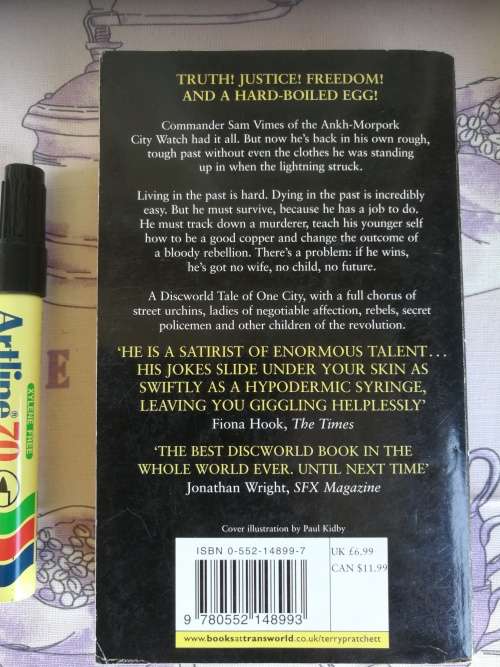 TRUTH! JUSTICE! FREEDOM!
AND A HARD-BOILED EGG!
Commander Sam Vimes of the Ankh-Morpork
City Watch had it all. But now he's back in his own rough,
tough past without even the clothes he was standing
up in when the lightning struck.
Living in the past is hard. Dying in the past is incredibly
easy. But he must survive, because he has a job to do.
He must track down a murderer, teach his younger self
how to be a good copper and change the outcome of
a bloody rebellion. There's a problem: if he wins,
he's got no wife, no child, no future.
A Discworld Tale of One City, with a full chorus of
street urchins, ladies of negotiable affection, rebels, secret
policemen and other children of the revolution.
'HE IS A SATIRIST OF ENORMOUS TALENT...
HIS JOKES SLIDE UNDER YOUR SKIN AS
SWIFTLY AS A HYPODERMIC SYRINGE,
LEAVING YOU GIGGLING HELPLESSLY'
Fiona Hook, The Times
'THE BEST DISCWORLD BOOK IN THE
WHOLE WORLD EVER. UNTIL NEXT TIME'
Jonathan Wright, SFX Magazine
Cover illustration by Paul Kidby
ISBN 0-552-14899-7
UK £6.99
CAN $11.99
9 780552 148993
www.booksattransworld.co.uk/terrypratchett
Artline® 70
XYLENE FREE
E